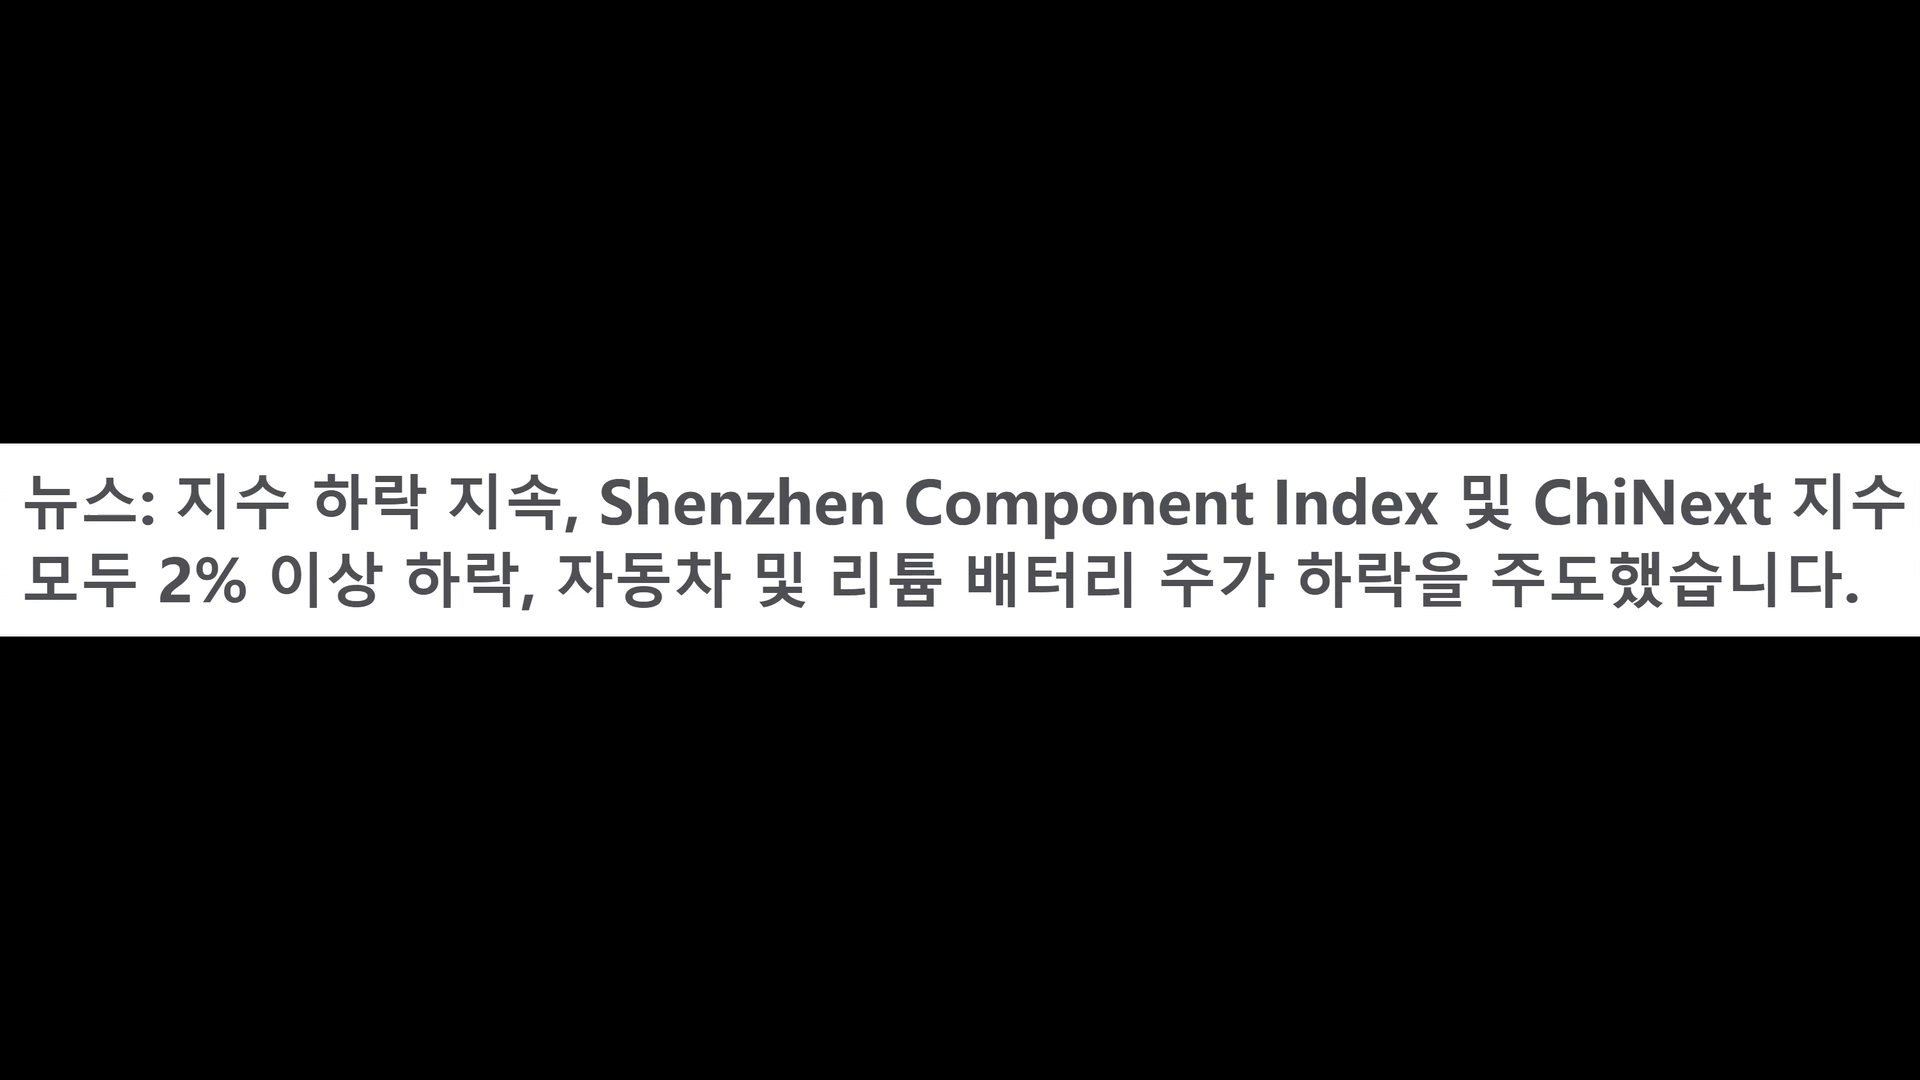 뉴스: 지수 하락 지속, Shenzhen Component Index 및 ChiNext 지수
모두 2% 이상 하락, 자동차 및 리튬 배터리 주가 하락을 주도했습니다.